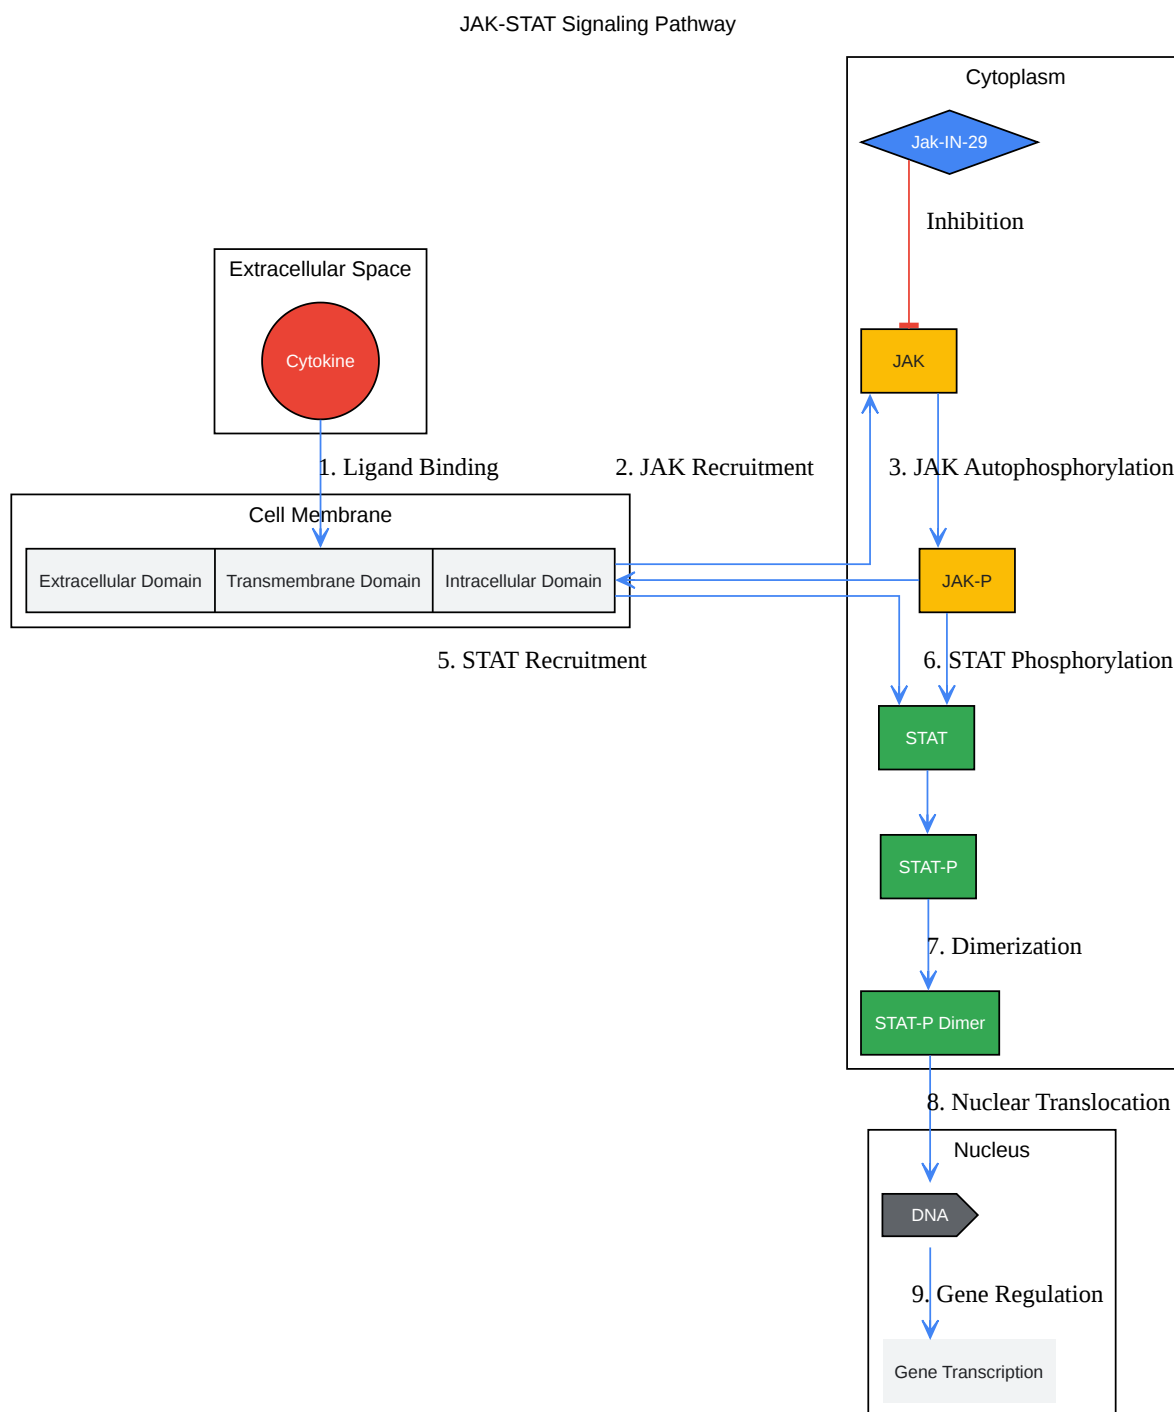 JAK-STAT Signaling Pathway
Cytoplasm
Jak-IN-29
Inhibition
Extracellular Space
Cytokine
JAK
1. Ligand Binding
2. JAK Recruitment
3. JAK Autophosphorylation
Cell Membrane
Extracellular Domain
Transmembrane Domain
Intracellular Domain
JAK-P
5. STAT Recruitment
6. STAT Phosphorylation
STAT
STAT-P
7. Dimerization
STAT-P Dimer
8. Nuclear Translocation
Nucleus
DNA
9. Gene Regulation
Gene Transcription